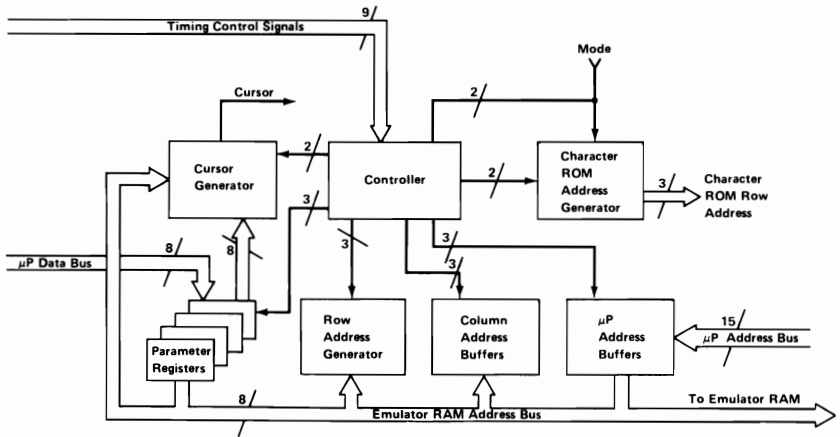 9
Timing Control Signals
Mode
2
Cursor
Cursor
Generator
2
Controller
2
Character
ROM
Address
Generator
3
Character
ROM Row
Address
3
8
3
3
3
8
μP Data Bus
Parameter
Registers
Row
Address
Generator
Column
Address
Buffers
μP
Address
Buffers
15
μP Address Bus
8
Emulator RAM Address Bus
To Emulator RAM